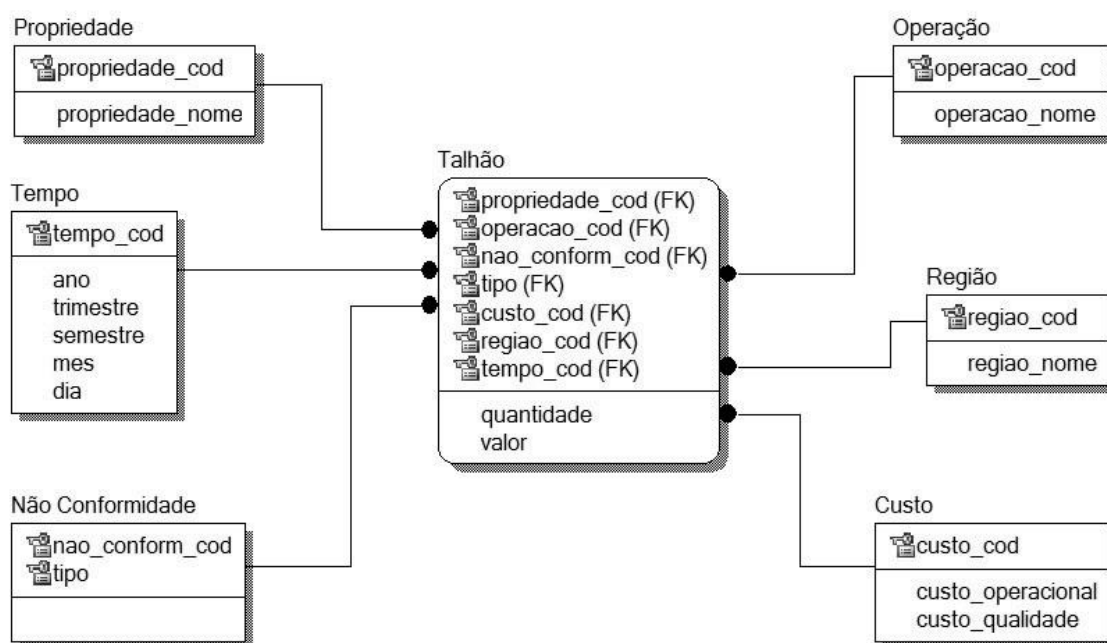 Propriedade
propriedade_cod
propriedade_nome
Tempo
tempo_cod
ano
trimestre
semestre
mes
dia
Não Conformidade
nao_conform_cod
tipo
Talhão
propriedade_cod (FK)
operacao_cod (FK)
nao_conform_cod (FK)
tipo (FK)
custo_cod (FK)
regiao_cod (FK)
tempo_cod (FK)
quantidade
valor
Operação
operacao_cod
operacao_nome
Região
regiao_cod
regiao_nome
Custo
custo_cod
custo_operacional
custo_qualidade